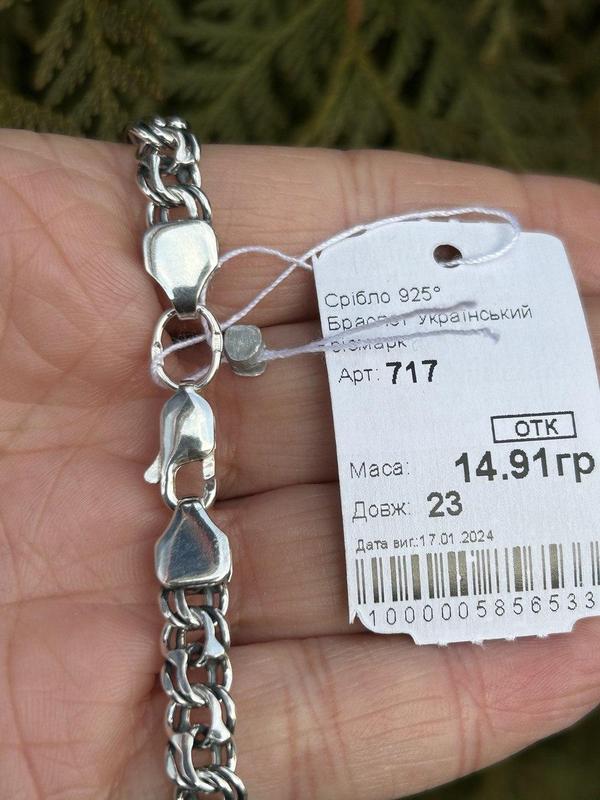 Срібло 925°
Браслет Український
бісмарк
Арт: 717
ОТК
Маса: 14.91гр
Довж: 23
Дата виг.:17.01.2024
1000005856533